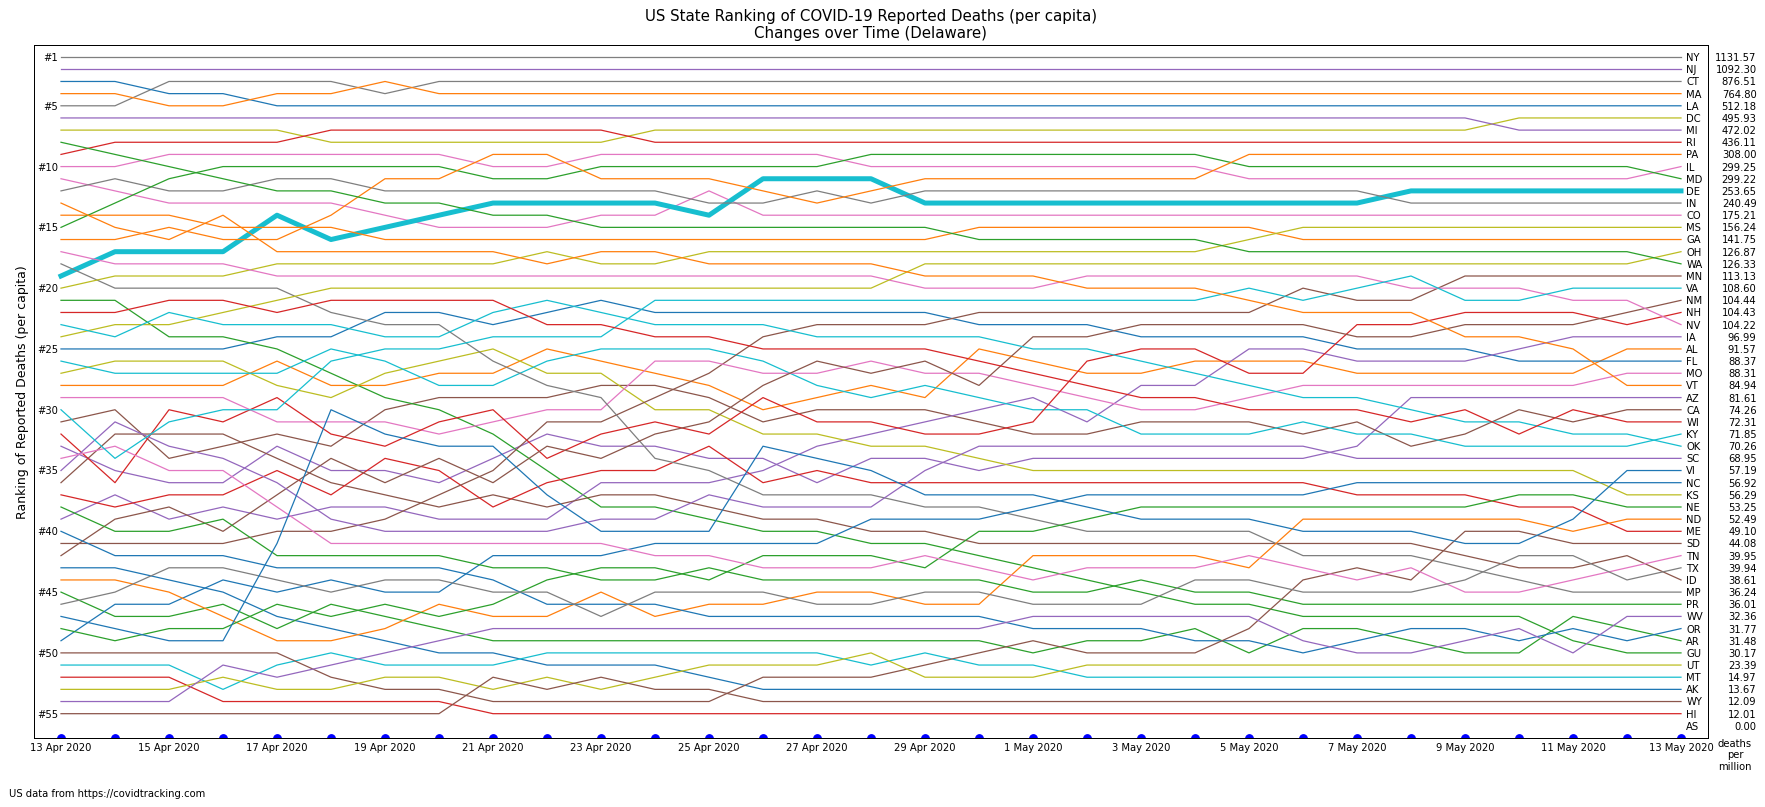 US State Ranking of COVID-19 Reported Deaths (per capita)
Changes over Time (Delaware)
Ranking of Reported Deaths (per capita)
#1
#5
#10
#15
#20
#25
#30
#35
#40
#45
#50
#55
NY 1131.57
NJ 1092.30
CT 876.51
MA 764.80
LA 512.18
DC 495.93
MI 472.02
RI 436.11
PA 308.00
IL 299.25
MD 299.22
DE 253.65
IN 240.49
CO 175.21
MS 156.24
GA 141.75
OH 126.87
WA 126.33
MN 113.13
VA 108.60
NM 104.44
NH 104.43
NV 104.22
IA 96.99
AL 91.57
FL 88.37
MO 88.31
VT 84.94
AZ 81.61
CA 74.26
WI 72.31
KY 71.85
OK 70.26
SC 68.95
VI 57.19
NC 56.92
KS 56.29
NE 53.25
ND 52.49
ME 49.10
SD 44.08
TN 39.95
TX 39.94
ID 38.61
MP 36.24
PR 36.01
WV 32.36
OR 31.77
AR 31.48
GU 30.17
UT 23.39
MT 14.97
AK 13.67
WY 12.09
HI 12.01
AS 0.00
13 Apr 2020 15 Apr 2020 17 Apr 2020 19 Apr 2020 21 Apr 2020 23 Apr 2020 25 Apr 2020 27 Apr 2020 29 Apr 2020 1 May 2020 3 May 2020 5 May 2020 7 May 2020 9 May 2020 11 May 2020 13 May 2020
deaths
per
million
US data from https://covidtracking.com